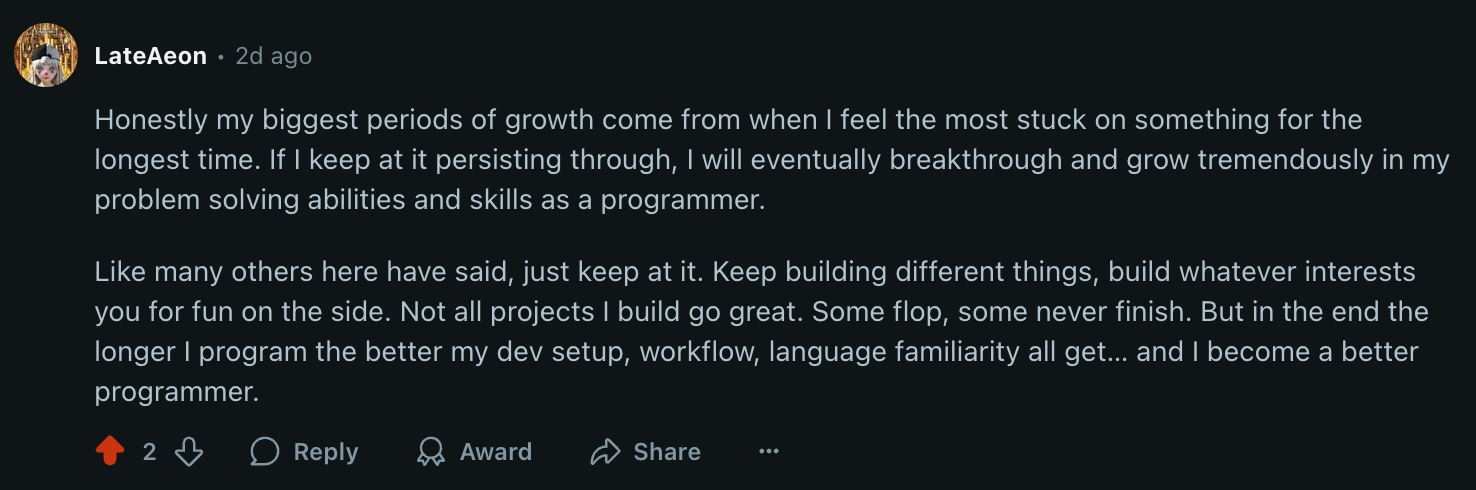 LateAeon · 2d ago
Honestly my biggest periods of growth come from when I feel the most stuck on something for the
longest time. If I keep at it persisting through, I will eventually breakthrough and grow tremendously in my
problem solving abilities and skills as a programmer.
Like many others here have said, just keep at it. Keep building different things, build whatever interests
you for fun on the side. Not all projects I build go great. Some flop, some never finish. But in the end the
longer I program the better my dev setup, workflow, language familiarity all get... and I become a better
programmer.
2 Reply Award Share ...